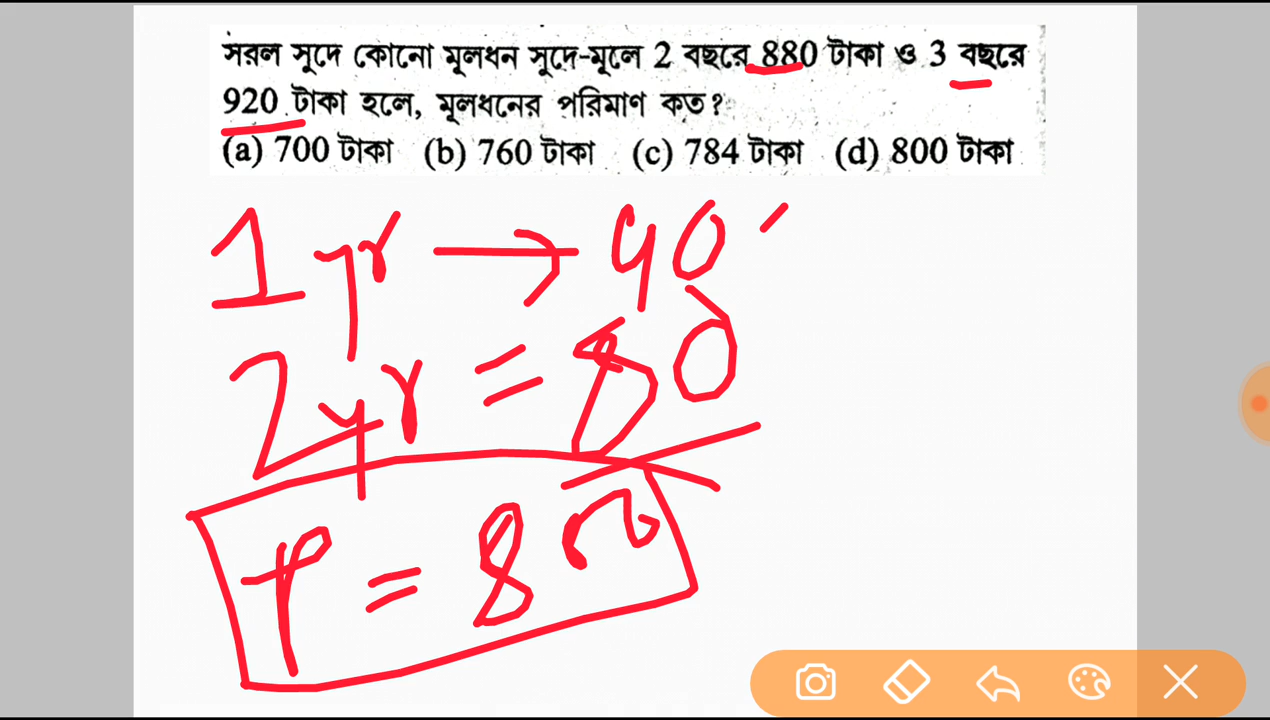 সরল সুদে কোনো মূলধন সুদে-মূলে 2 বছরে 880 টাকা ও 3 বছরে
920 টাকা হলে, মূলধনের পরিমাণ কত?
(a) 700 টাকা (b) 760 টাকা (c) 784 টাকা (d) 800 টাকা
1 yr → 40
2 yr = 80
P = 800